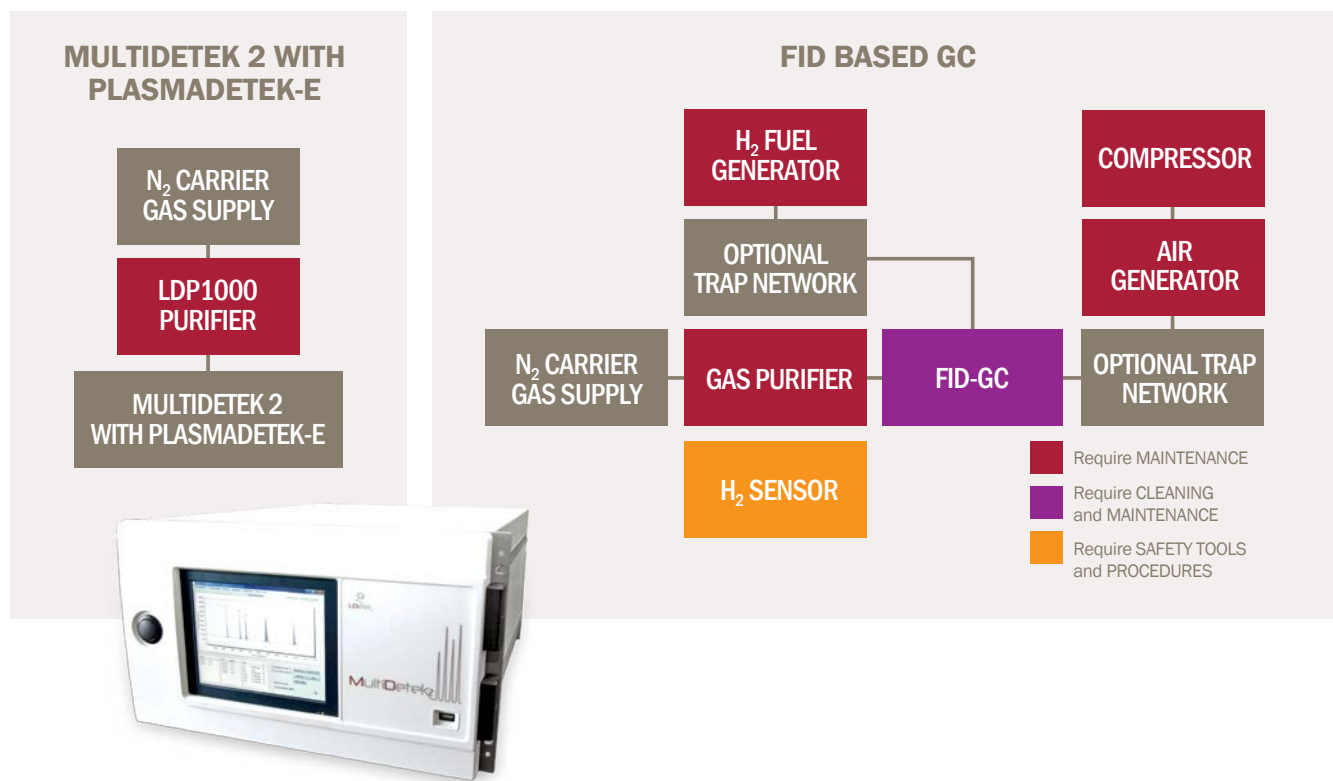 MULTIDETEK 2 WITH
PLASMADETEK-E
N₂ CARRIER
GAS SUPPLY
LDP1000
PURIFIER
MULTIDETEK 2
WITH PLASMADETEK-E
FID BASED GC
H₂ FUEL
GENERATOR
COMPRESSOR
OPTIONAL
TRAP NETWORK
AIR
GENERATOR
N₂ CARRIER
GAS SUPPLY
GAS PURIFIER
FID-GC
OPTIONAL TRAP
NETWORK
H₂ SENSOR
Require MAINTENANCE
Require CLEANING
and MAINTENANCE
Require SAFETY TOOLS
and PROCEDURES
MultiDetek2